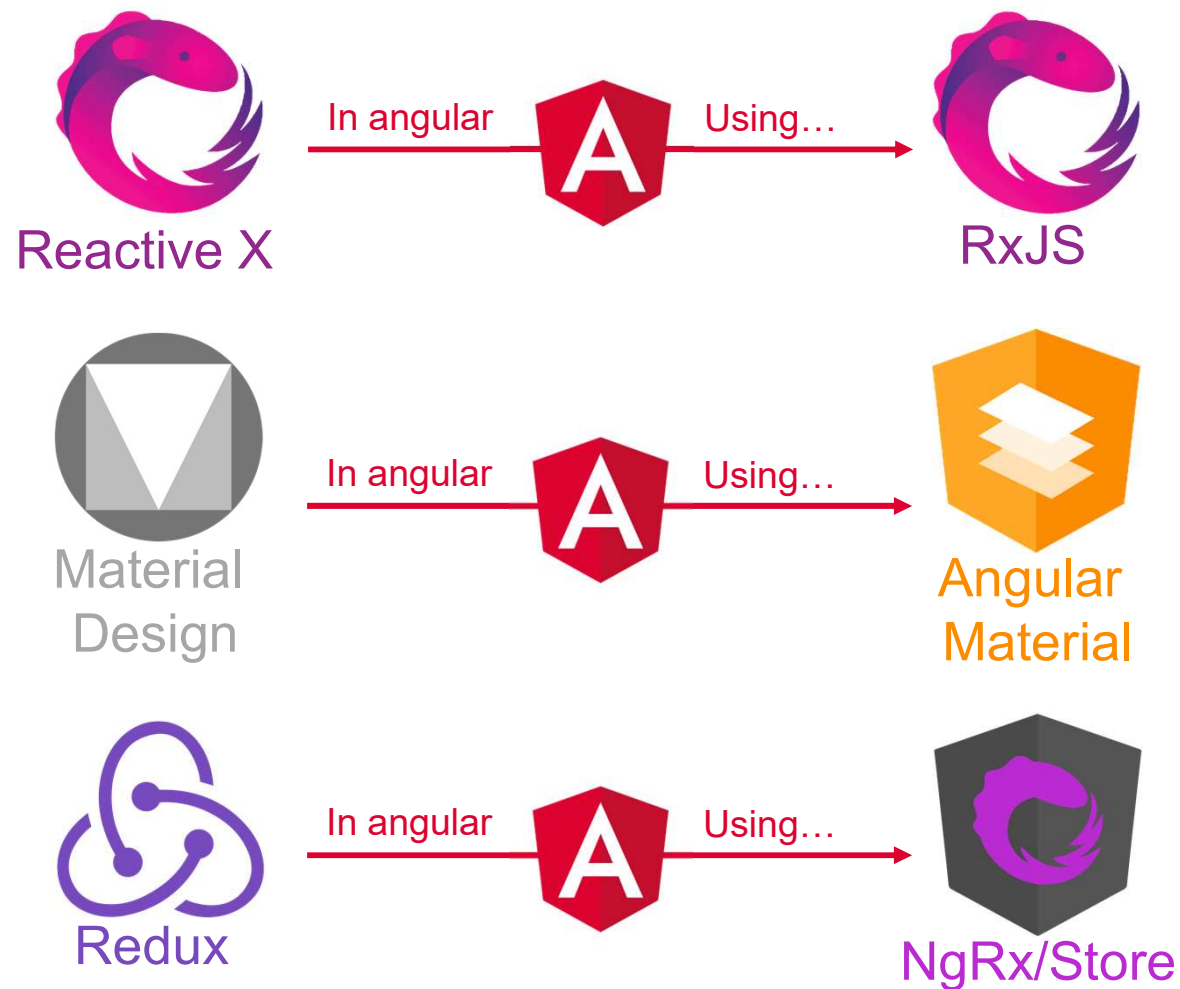 In angular
A
Using…
Reactive X
RxJS
In angular
A
Using…
Material
Design
Angular
Material
In angular
A
Using…
Redux
NgRx/Store